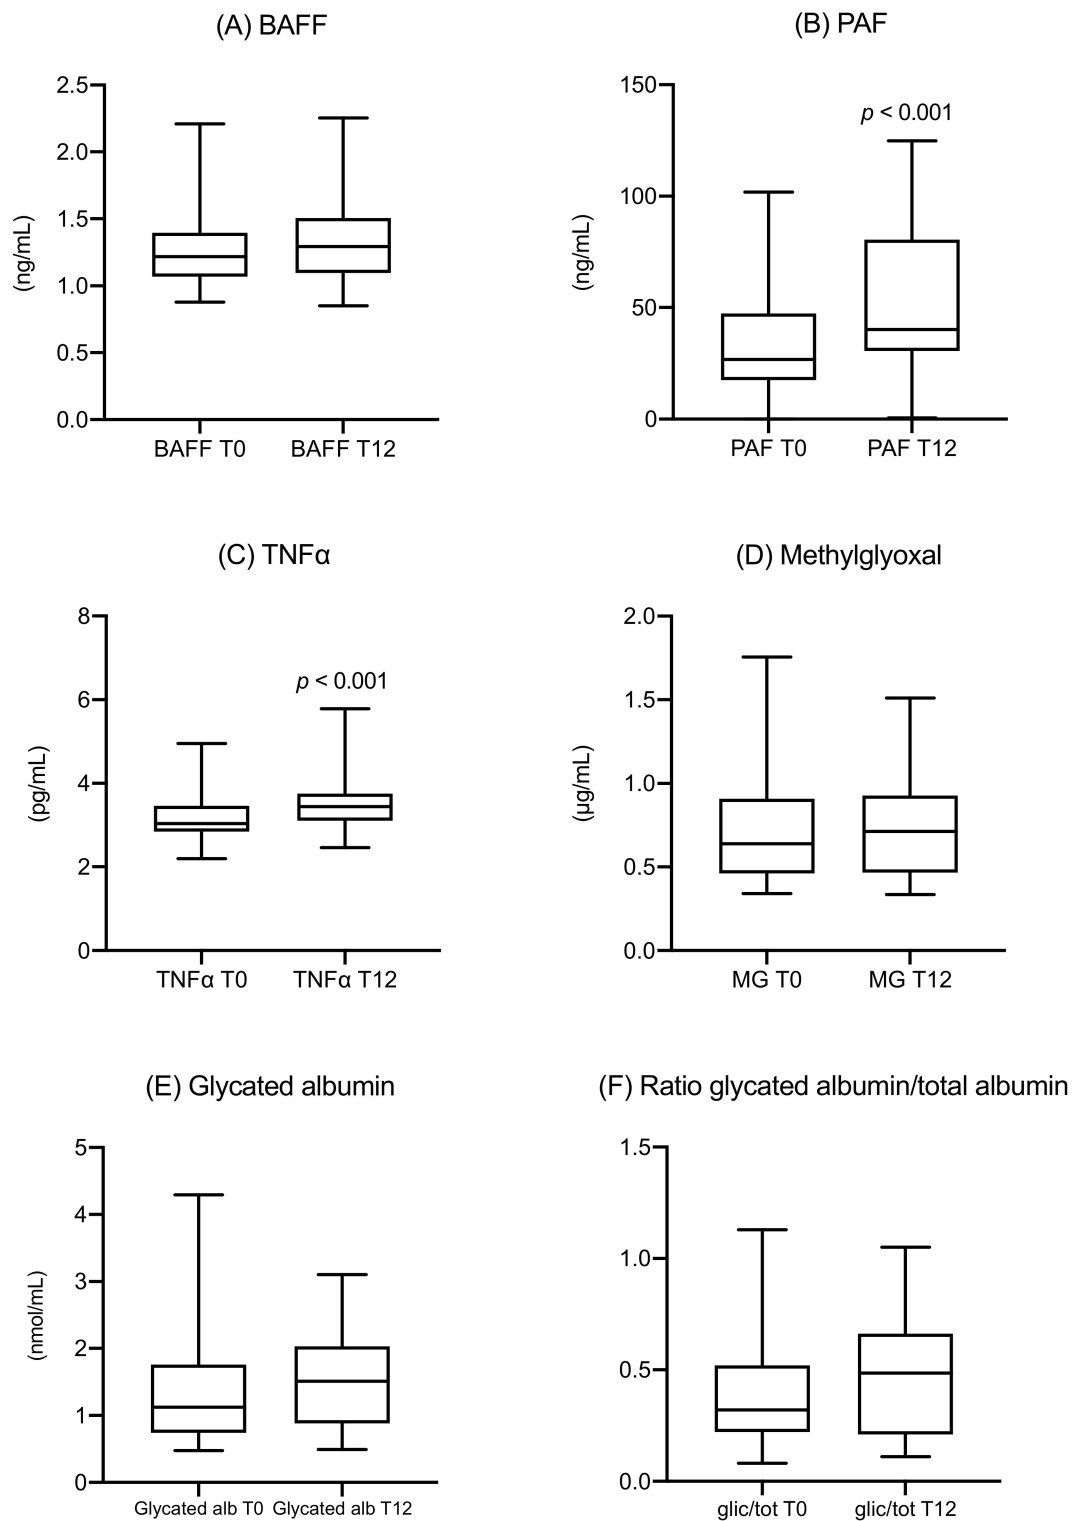 (A) BAFF
2.5
2.0
1.5
1.0
0.5
0.0
(ng/mL)
BAFF T0 BAFF T12
(B) PAF
150
100
50
0
(ng/mL)
p < 0.001
PAF T0 PAF T12
(C) TNFα
8
6
4
2
0
(pg/mL)
p < 0.001
TNFα T0 TNFα T12
(D) Methylglyoxal
2.0
1.5
1.0
0.5
0.0
(µg/mL)
MG T0 MG T12
(E) Glycated albumin
5
4
3
2
1
0
(nmol/mL)
Glycated alb T0 Glycated alb T12
(F) Ratio glycated albumin/total albumin
1.5
1.0
0.5
0.0
glic/tot T0 glic/tot T12